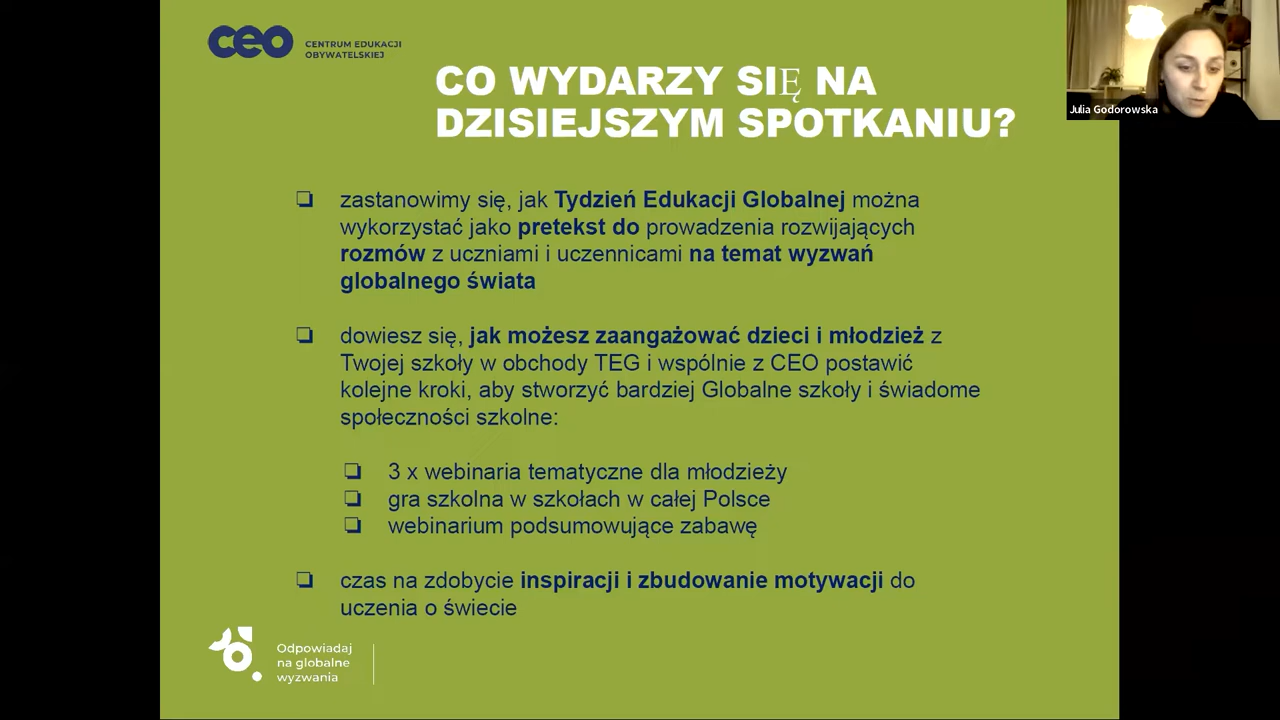 ceo
CENTRUM EDUKACJI
OBYWATELSKIEJ
CO WYDARZY SIĘ NA
DZISIEJSZYM SPOTKANIU?
Julia Godorowska
❏ zastanowimy się, jak Tydzień Edukacji Globalnej można
wykorzystać jako pretekst do prowadzenia rozwijających
rozmów z uczniami i uczennicami na temat wyzwań
globalnego świata
❏ dowiesz się, jak możesz zaangażować dzieci i młodzież z
Twojej szkoły w obchody TEG i wspólnie z CEO postawić
kolejne kroki, aby stworzyć bardziej Globalne szkoły i świadome
społeczności szkolne:
❏ 3 x webinaria tematyczne dla młodzieży
❏ gra szkolna w szkołach w całej Polsce
❏ webinarium podsumowujące zabawę
❏ czas na zdobycie inspiracji i zbudowanie motywacji do
uczenia o świecie
Odpowiadaj
na globalne
wyzwania